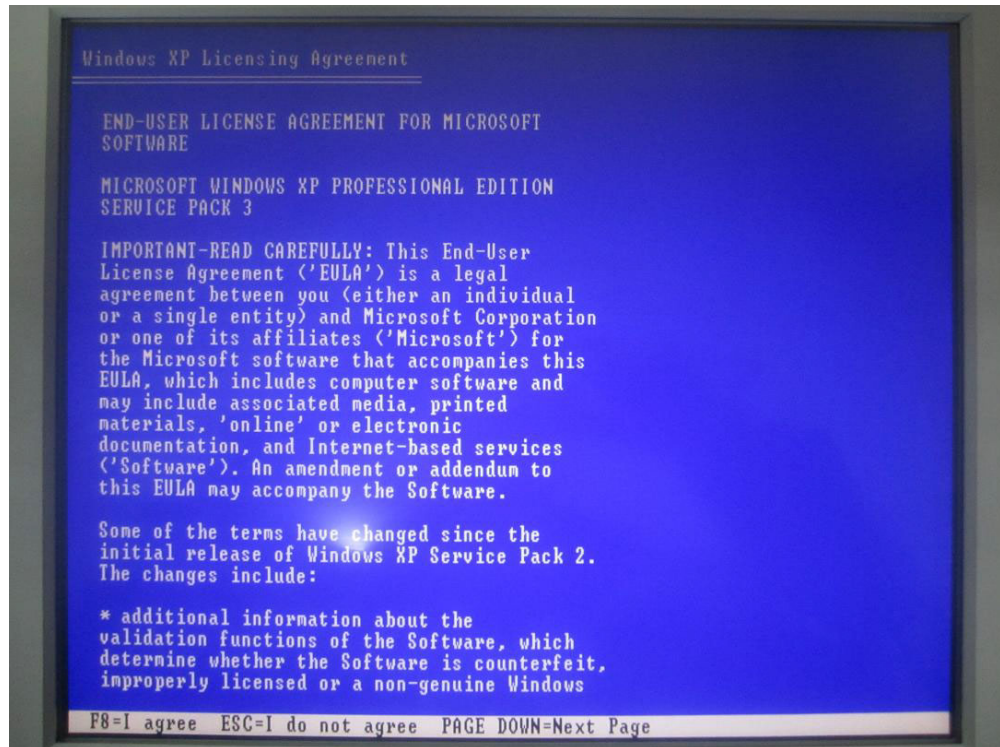 Windows XP Licensing Agreement
END-USER LICENSE AGREEMENT FOR MICROSOFT
SOFTWARE
MICROSOFT WINDOWS XP PROFESSIONAL EDITION
SERVICE PACK 3
IMPORTANT-READ CAREFULLY: This End-User
License Agreement ('EULA') is a legal
agreement between you (either an individual
or a single entity) and Microsoft Corporation
or one of its affiliates ('Microsoft') for
the Microsoft software that accompanies this
EULA, which includes computer software and
may include associated media, printed
materials, 'online' or electronic
documentation, and Internet-based services
('Software'). An amendment or addendum to
this EULA may accompany the Software.
Some of the terms have changed since the
initial release of Windows XP Service Pack 2.
The changes include:
* additional information about the
validation functions of the Software, which
determine whether the Software is counterfeit,
improperly licensed or a non-genuine Windows
F8=I agree ESC=I do not agree PAGE DOWN=Next Page